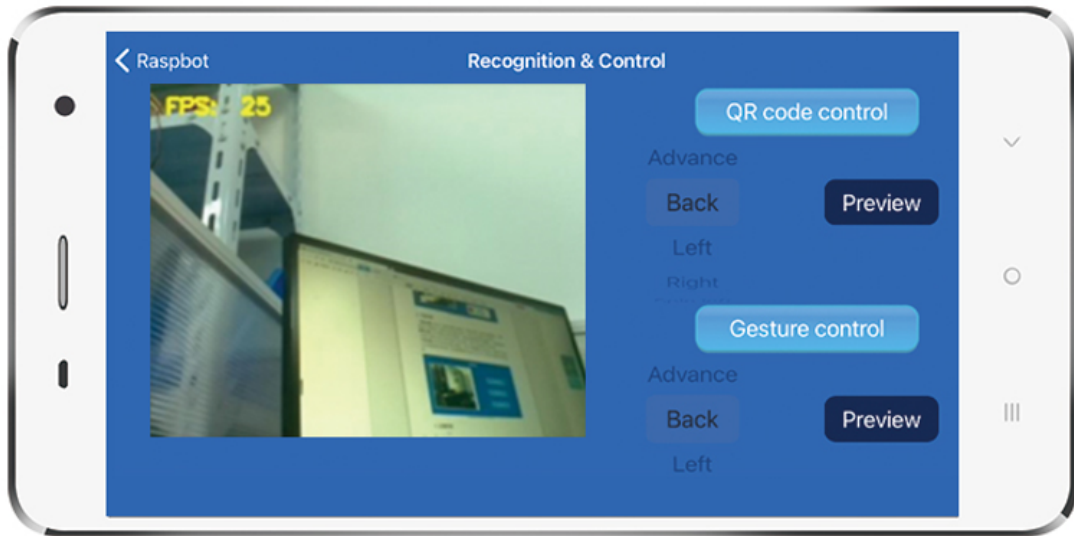 Raspbot
Recognition & Control
FPS: 25
QR code control
Advance
Back
Preview
Left
Right
Gesture control
Advance
Back
Preview
Left